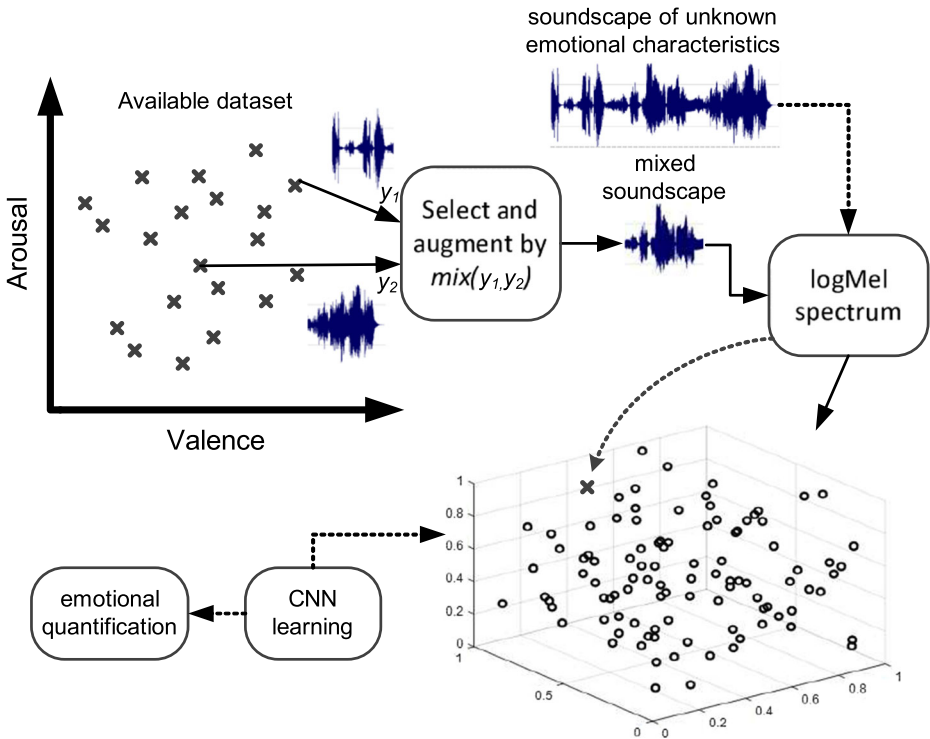 soundscape of unknown
emotional characteristics
Available dataset
mixed
soundscape
y1
Select and
augment by
mix(y1,y2)
y2
Arousal
Valence
logMel
spectrum
1
0.8
0.6
0.4
0.2
0
1
0.5
0
0
0.2
0.4
0.6
0.8
1
CNN
learning
emotional
quantification